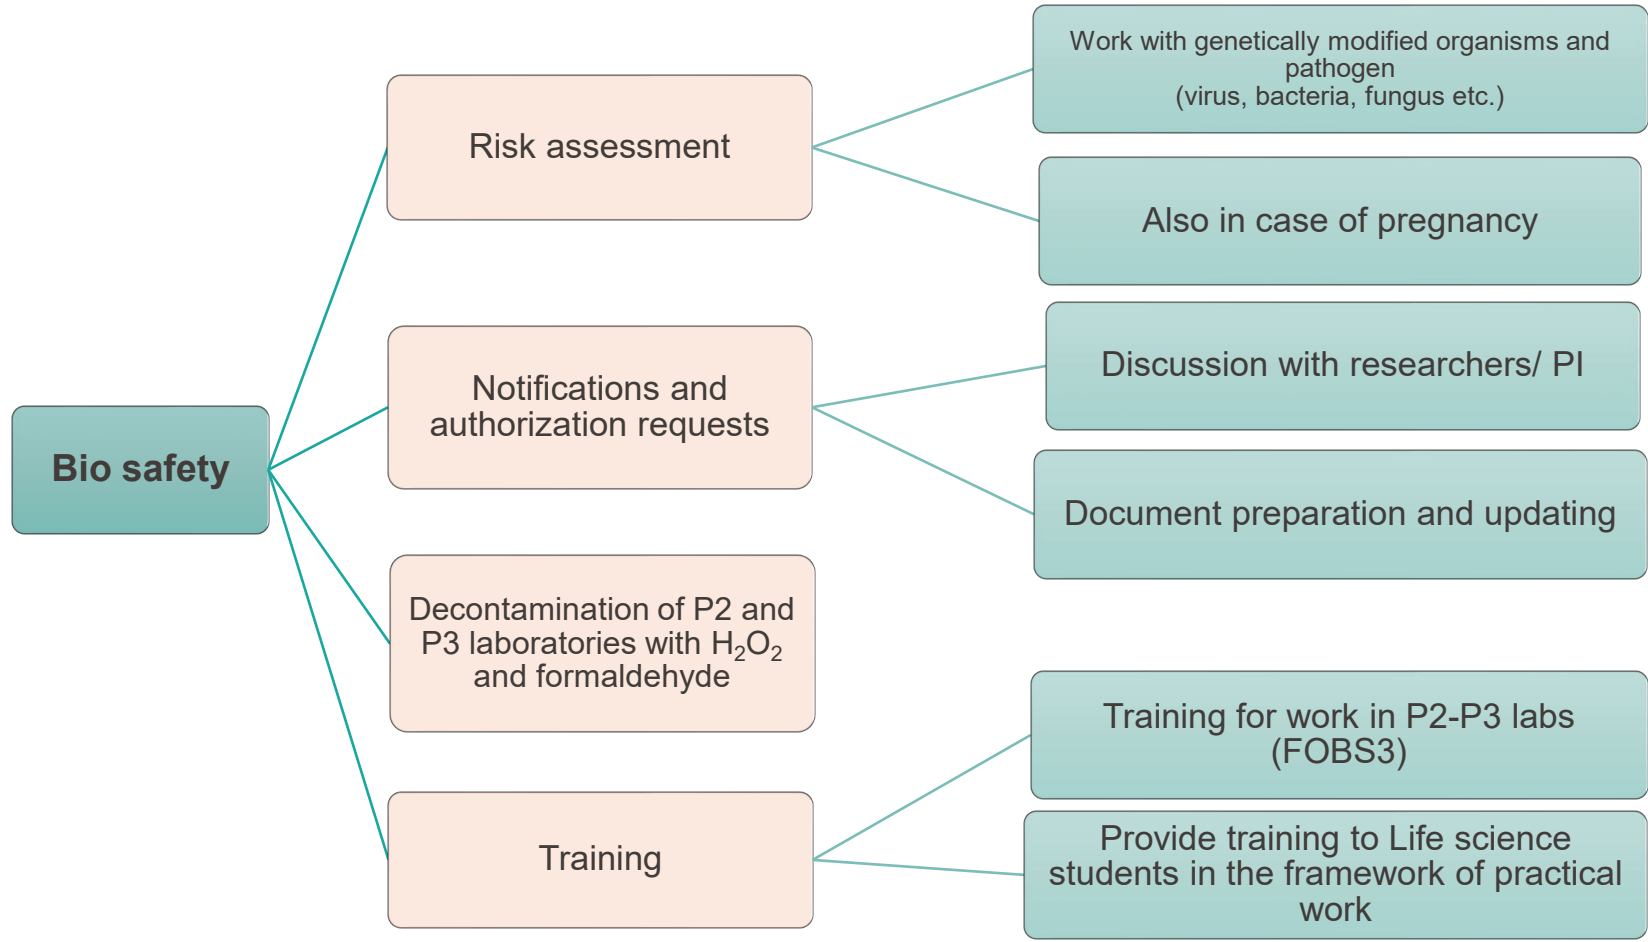 Bio safety
Risk assessment
Work with genetically modified organisms and
pathogen
(virus, bacteria, fungus etc.)
Also in case of pregnancy
Notifications and
authorization requests
Discussion with researchers/ PI
Document preparation and updating
Decontamination of P2 and
P3 laboratories with H₂O₂
and formaldehyde
Training
Training for work in P2-P3 labs
(FOBS3)
Provide training to Life science
students in the framework of practical
work